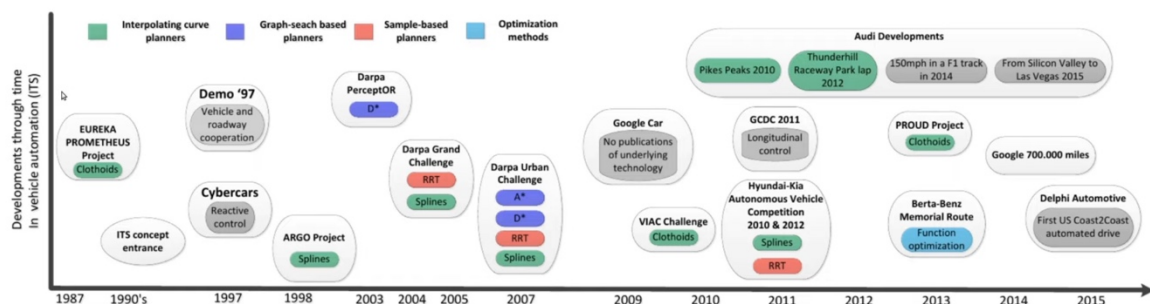 Interpolating curve
planners
Graph-seach based
planners
Sample-based
planners
Optimization
methods
Developments through time
In vehicle automation (ITS)
EUREKA
PROMETHEUS
Project
Clothoids
ITS concept
entrance
Demo '97
Vehicle and
roadway
cooperation
Cybercars
Reactive
control
ARGO Project
Splines
Darpa
PerceptOR
D*
Darpa Grand
Challenge
RRT
Splines
Darpa Urban
Challenge
A*
D*
RRT
Splines
Google Car
No publications
of underlying
technology
VIAC Challenge
Clothoids
Audi Developments
Pikes Peaks 2010
Thunderhill
Raceway Park lap
2012
150mph in a F1 track
in 2014
From Silicon Valley to
Las Vegas 2015
GCDC 2011
Longitudinal
control
Hyundai-Kia
Autonomous Vehicle
Competition
2010 & 2012
Splines
RRT
PROUD Project
Clothoids
Berta-Benz
Memorial Route
Function
optimization
Google 700.000 miles
Delphi Automotive
First US Coast2Coast
automated drive
1987
1990's
1997
1998
2003
2004
2005
2007
2009
2010
2011
2012
2013
2014
2015